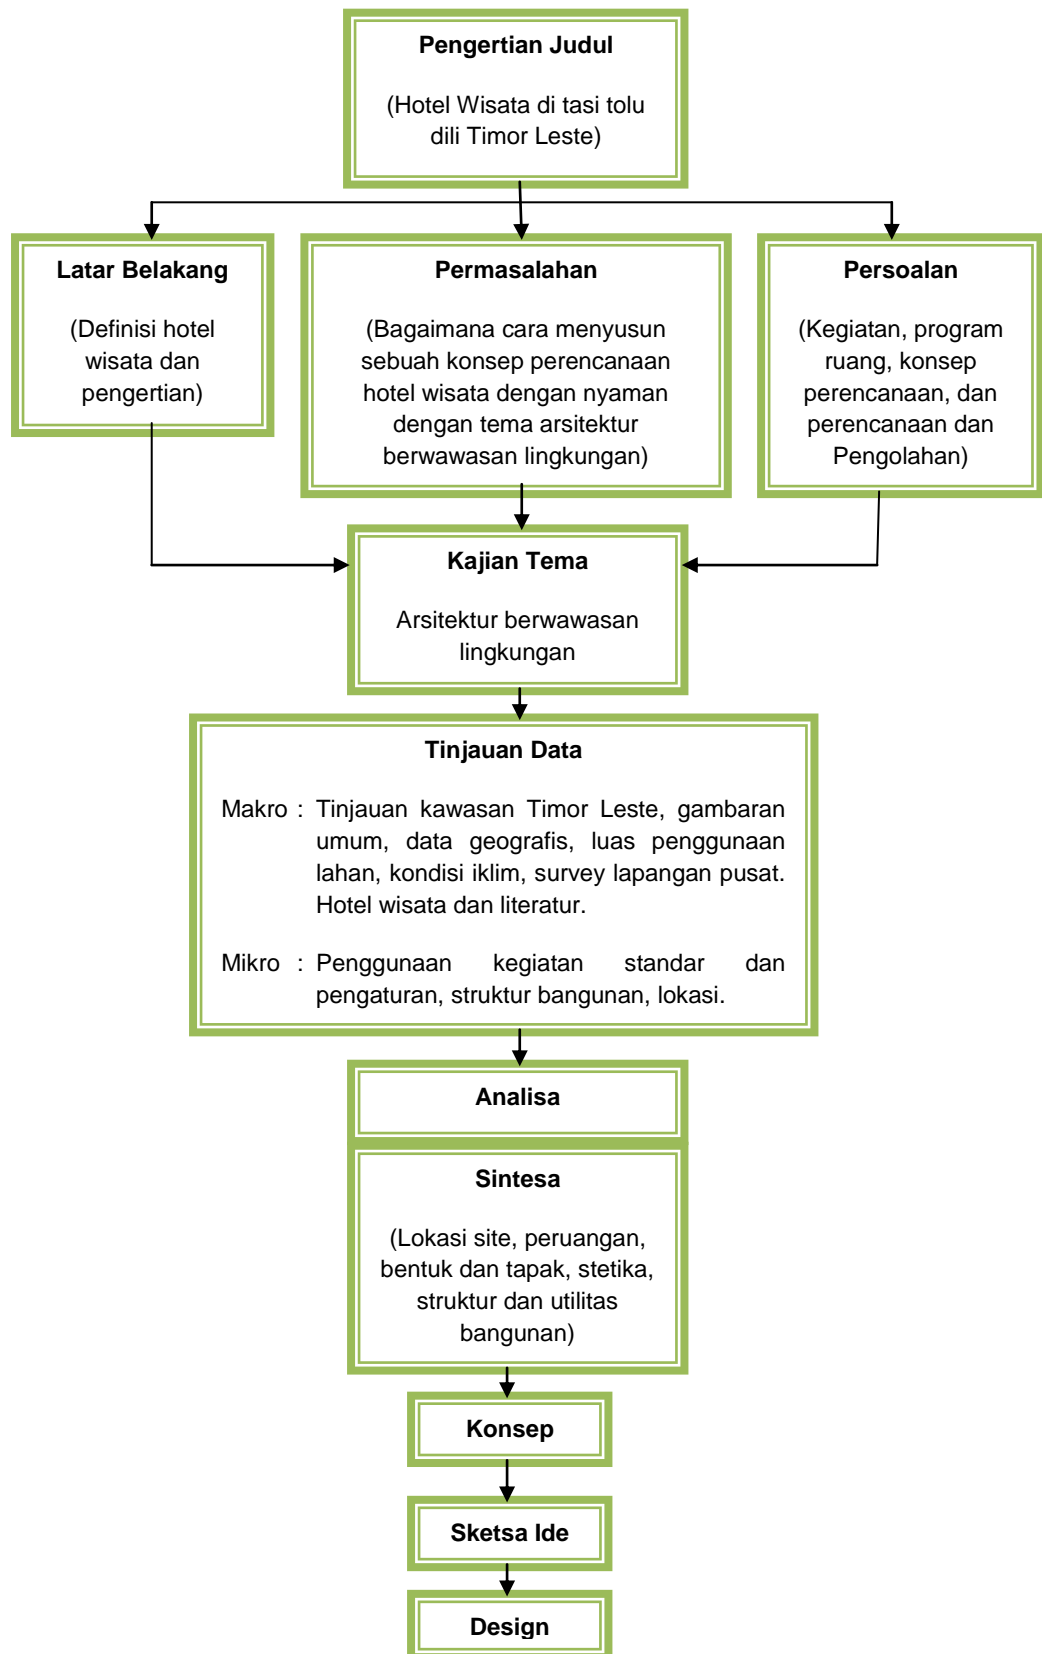 Pengertian Judul
(Hotel Wisata di tasi tolu
dili Timor Leste)
Latar Belakang
(Definisi hotel
wisata dan
pengertian)
Permasalahan
(Bagaimana cara menyusun
sebuah konsep perencanaan
hotel wisata dengan nyaman
dengan tema arsitektur
berwawasan lingkungan)
Persoalan
(Kegiatan, program
ruang, konsep
perencanaan, dan
perencanaan dan
Pengolahan)
Kajian Tema
Arsitektur berwawasan
lingkungan
Tinjauan Data
Makro : Tinjauan kawasan Timor Leste, gambaran
umum, data geografis, luas penggunaan
lahan, kondisi iklim, survey lapangan pusat.
Hotel wisata dan literatur.
Mikro : Penggunaan kegiatan standar dan
pengaturan, struktur bangunan, lokasi.
Analisa
Sintesa
(Lokasi site, peruangan,
bentuk dan tapak, stetika,
struktur dan utilitas
bangunan)
Konsep
Sketsa Ide
Design